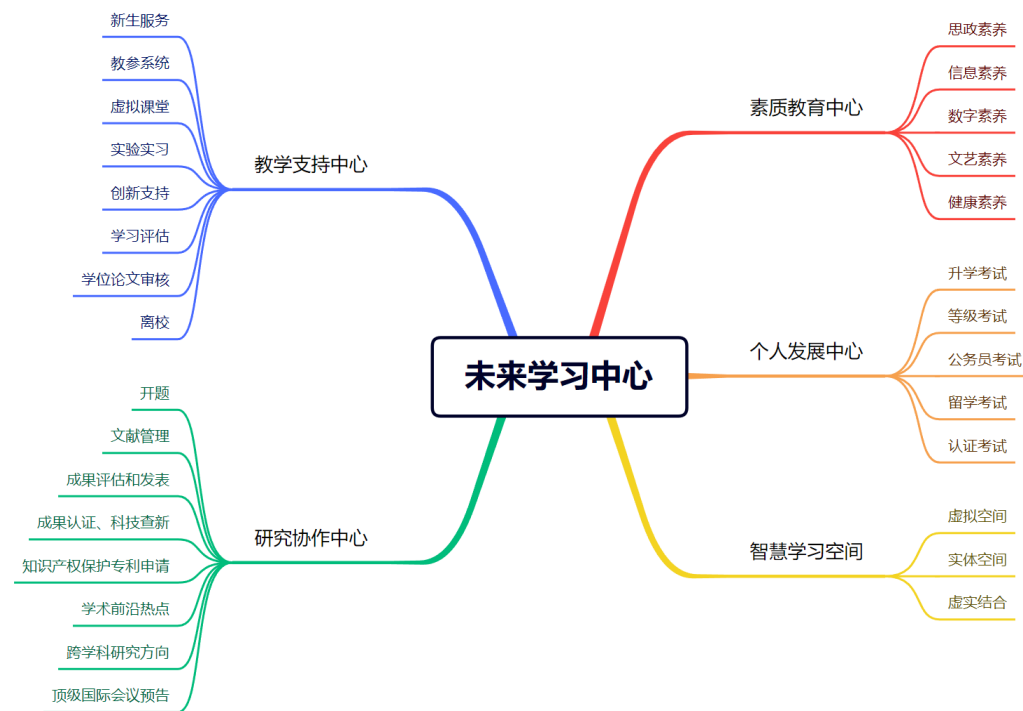 未来学习中心
教学支持中心
新生服务
教参系统
虚拟课堂
实验实习
创新支持
学习评估
学位论文审核
离校
研究协作中心
开题
文献管理
成果评估和发表
成果认证、科技查新
知识产权保护专利申请
学术前沿热点
跨学科研究方向
顶级国际会议预告
素质教育中心
思政素养
信息素养
数字素养
文艺素养
健康素养
个人发展中心
升学考试
等级考试
公务员考试
留学考试
认证考试
智慧学习空间
虚拟空间
实体空间
虚实结合